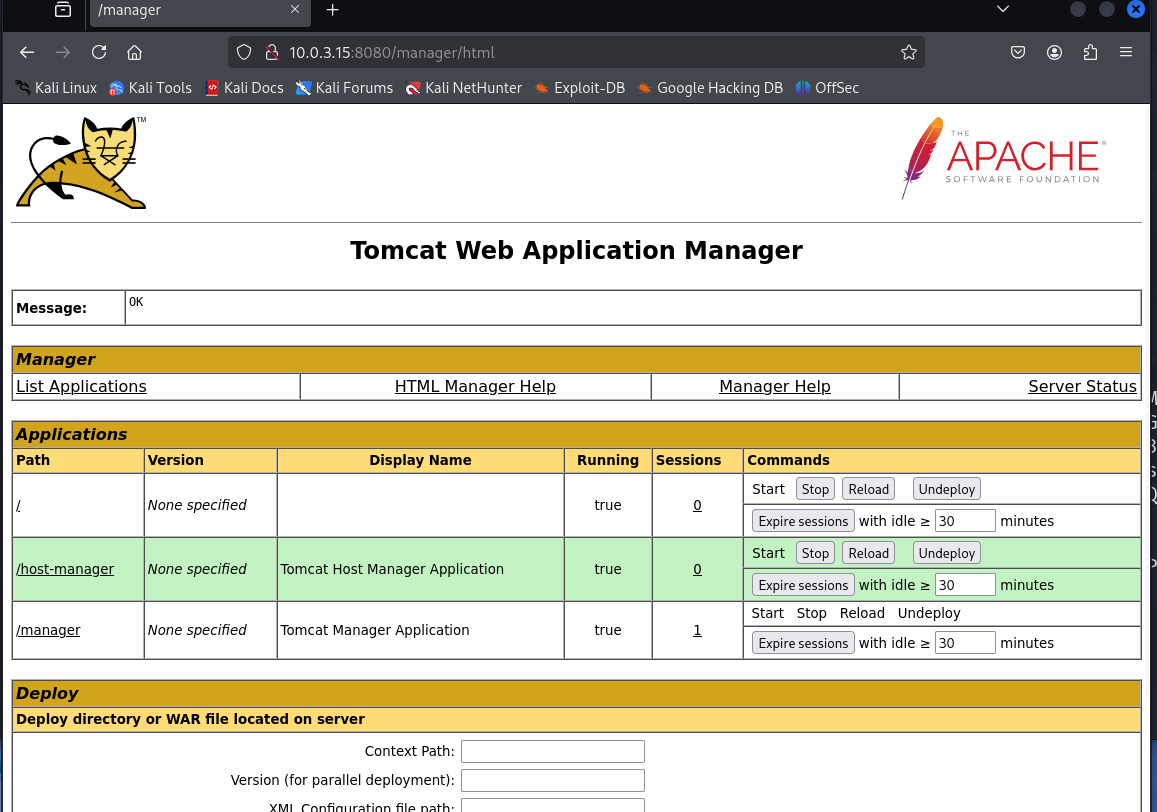 /manager
10.0.3.15:8080/manager/html
Kali Linux Kali Tools Kali Docs Kali Forums Kali NetHunter Exploit-DB Google Hacking DB OffSec
TM
THE
APACHE®
SOFTWARE FOUNDATION
Tomcat Web Application Manager
Message: OK
Manager
List Applications HTML Manager Help Manager Help Server Status
Applications
Path Version Display Name Running Sessions Commands
/ None specified true 0
Start Stop Reload Undeploy
Expire sessions with idle ≥ 30 minutes
/host-manager None specified Tomcat Host Manager Application true 0
Start Stop Reload Undeploy
Expire sessions with idle ≥ 30 minutes
/manager None specified Tomcat Manager Application true 1
Start Stop Reload Undeploy
Expire sessions with idle ≥ 30 minutes
Deploy
Deploy directory or WAR file located on server
Context Path:
Version (for parallel deployment):
XML Configuration file path: